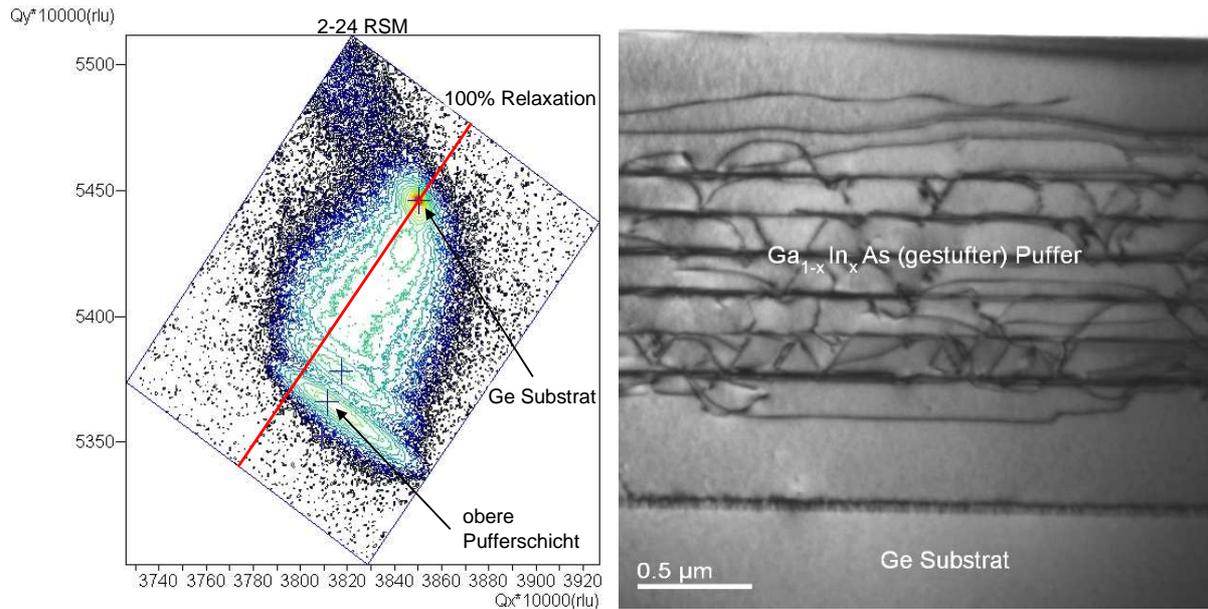 Qy*10000(rlu)
2-24 RSM
5500
100% Relaxation
5450
5400
Ge Substrat
5350
obere
Pufferschicht
3740 3760 3780 3800 3820 3840 3860 3880 3900 3920
Qx*10000(rlu)
Ga1-xInxAs (gestufter) Puffer
Ge Substrat
0.5 µm